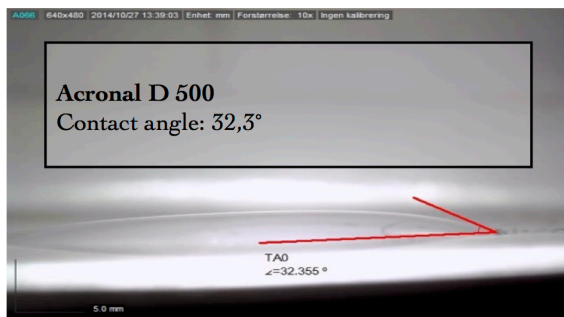 A066 640x480 2014/10/27 13:39:03 Enhet: mm Forstørrelse: 10x Ingen kalibrering
Acronal D 500
Contact angle: 32,3°
TA0
∠=32.355 °
5.0 mm